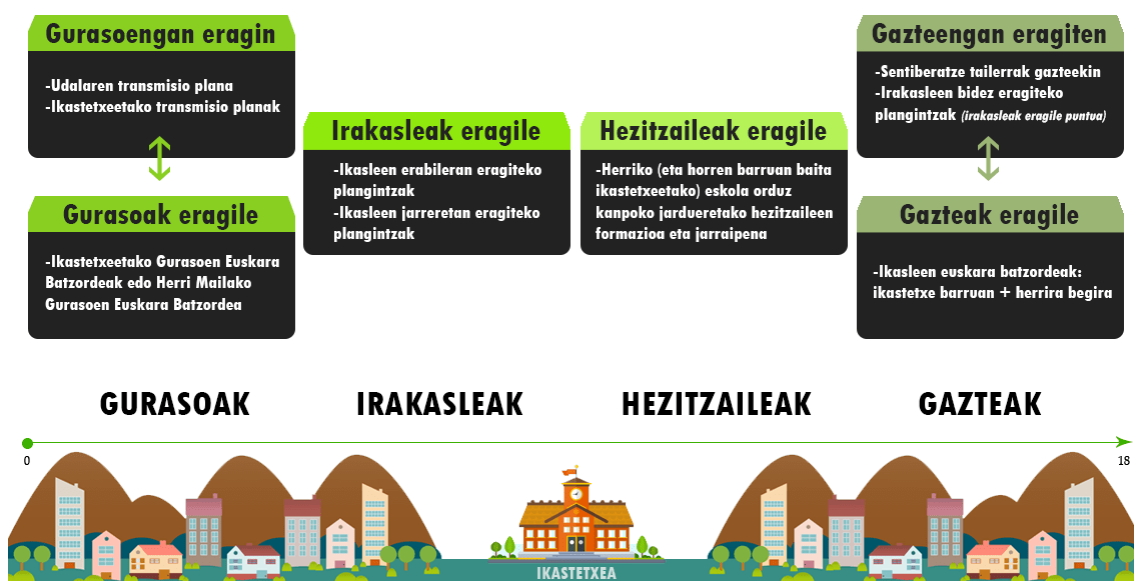 Gurasoengan eragin
-Udalaren transmisio plana
-Ikastetxeetako transmisio planak
Gurasoak eragile
-Ikastetxeetako Gurasoen Euskara
Batzordeak edo Herri Mailako
Gurasoen Euskara Batzordea
Irakasleak eragile
-Ikasleen erabileran eragiteko
plangintzak
-Ikasleen jarreretan eragiteko
plangintzak
Hezitzaileak eragile
-Herriko (eta horren barruan baita
ikastetxeetako) eskola orduz
kanpoko jardueretako hezitzaileen
formazioa eta jarraipena
Gazteengan eragiten
-Sentiberatze tailerrak gazteekin
-Irakasleen bidez eragiteko
plangintzak (irakasleak eragile puntua)
Gazteak eragile
-Ikasleen euskara batzordeak:
ikastetxe barruan + herrira begira
GURASOAK IRAKASLEAK HEZITZAILEAK GAZTEAK
0 18
IKASTETXEA